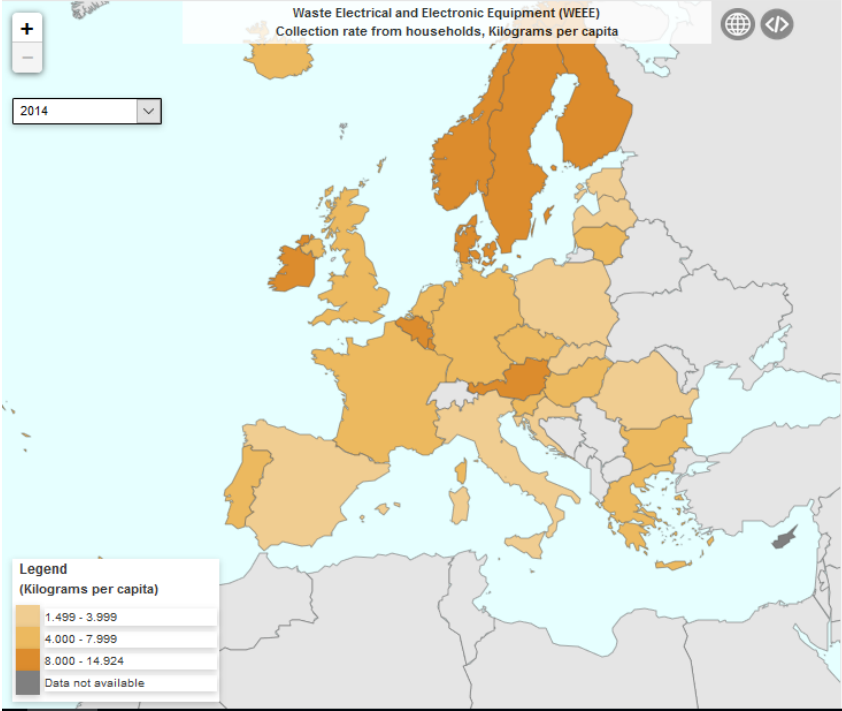 Waste Electrical and Electronic Equipment (WEEE)
Collection rate from households, Kilograms per capita
+
−
2014
</>
Legend
(Kilograms per capita)
1.499 - 3.999
4.000 - 7.999
8.000 - 14.924
Data not available